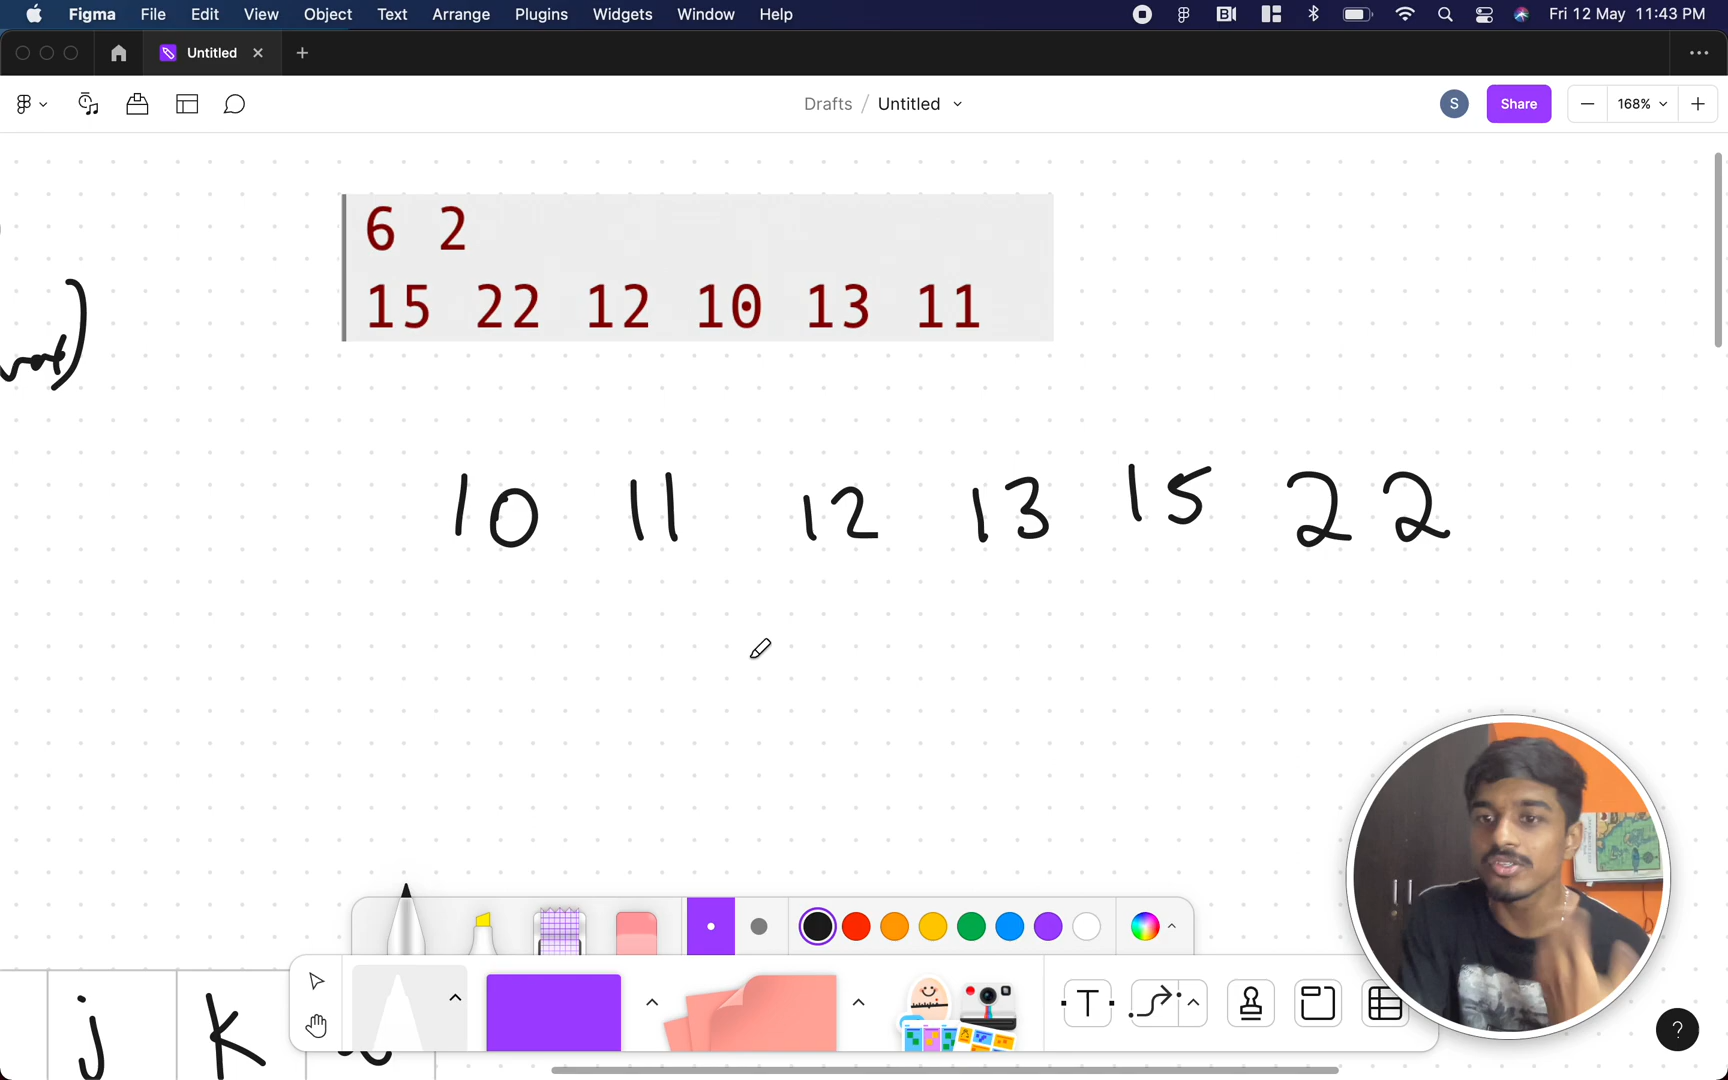 Figma File Edit View Object Text Arrange Plugins Widgets Window Help Fri 12 May 11:43 PM
Untitled
Drafts / Untitled S Share 168%
6 2
15 22 12 10 13 11
10 11 12 13 15 22
T
?
j k